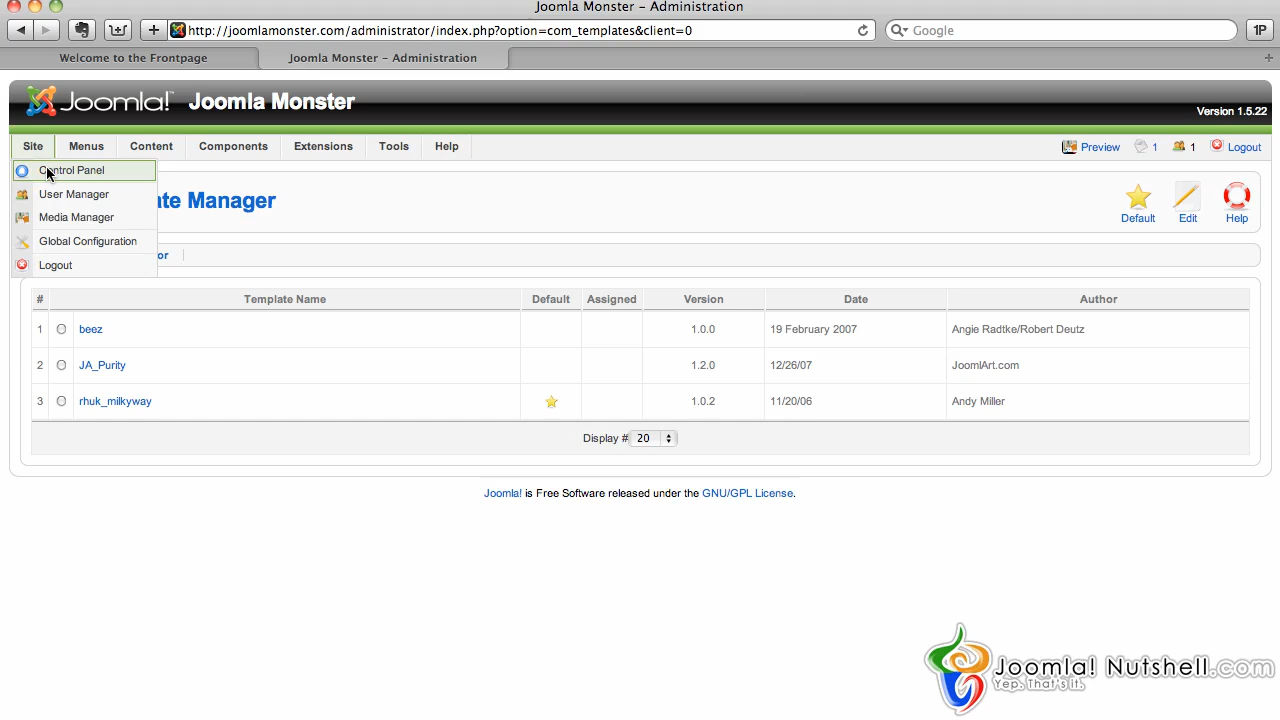 Joomla Monster – Administration
http://joomlamonster.com/administrator/index.php?option=com_templates&client=0
Google
1P
Welcome to the Frontpage
Joomla Monster – Administration
Joomla! Joomla Monster
Version 1.5.22
Site Menus Content Components Extensions Tools Help
Preview 1 1 Logout
Control Panel
User Manager
Media Manager
Global Configuration
Logout
te Manager
Default Edit Help
or
# Template Name Default Assigned Version Date Author
1 beez 1.0.0 19 February 2007 Angie Radtke/Robert Deutz
2 JA_Purity 1.2.0 12/26/07 JoomlArt.com
3 rhuk_milkyway 1.0.2 11/20/06 Andy Miller
Display # 20
Joomla! is Free Software released under the GNU/GPL License.
Joomla! Nutshell.com
Yep. That's it.